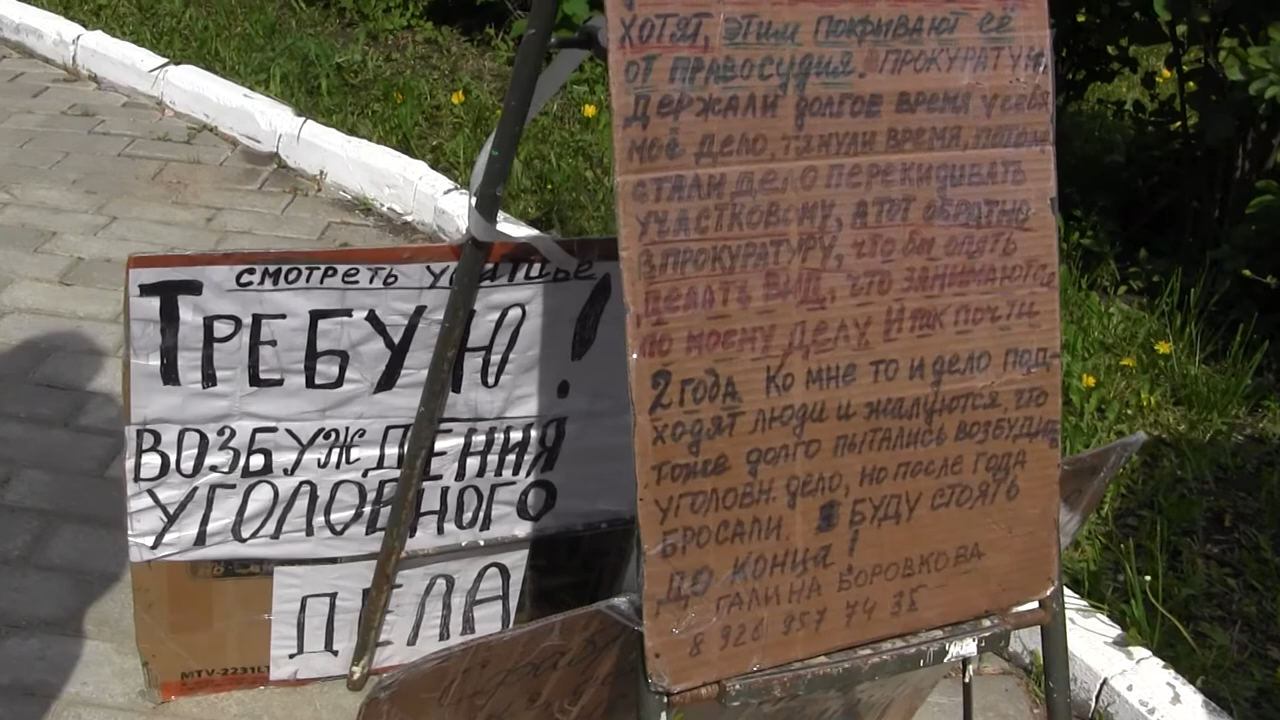 СМОТРЕТЬ
ТРЕБУЮ!
ВОЗБУЖДЕНИЯ
УГОЛОВНОГО
ДЕЛА
MTV-2231L
ХОТЯТ, ЭТИМ ПОКРЫВАЮТ ЕЁ
ОТ ПРАВОСУДИЯ. ПРОКУРАТУРА
ДЕРЖАЛИ ДОЛГОЕ ВРЕМЯ У СЕБЯ
МОЁ ДЕЛО, ТЯНУЛИ ВРЕМЯ, ПОТОМ
СТАЛИ ДЕЛО ПЕРЕКИДЫВАТЬ
УЧАСТКОВОМУ, А ТОТ ОБРАТНО
В ПРОКУРАТУРУ, ЧТО БЫ ОПЯТЬ
ДЕЛАТЬ ВИД, ЧТО ЗАНИМАЮТСЯ
ПО МОЕМУ ДЕЛУ. И ТАК ПОЧТИ
2 ГОДА. КО МНЕ ТО И ДЕЛО ПОД-
ХОДЯТ ЛЮДИ И ЖАЛУЮТСЯ, ЧТО
ТОЖЕ ДОЛГО ПЫТАЛИСЬ ВОЗБУДИТЬ
УГОЛОВН. ДЕЛО, НО ПОСЛЕ ГОДА
БРОСАЛИ. Я БУДУ СТОЯТЬ
ДО КОНЦА!
ГАЛИНА БОРОВКОВА
8 926 957 74 35